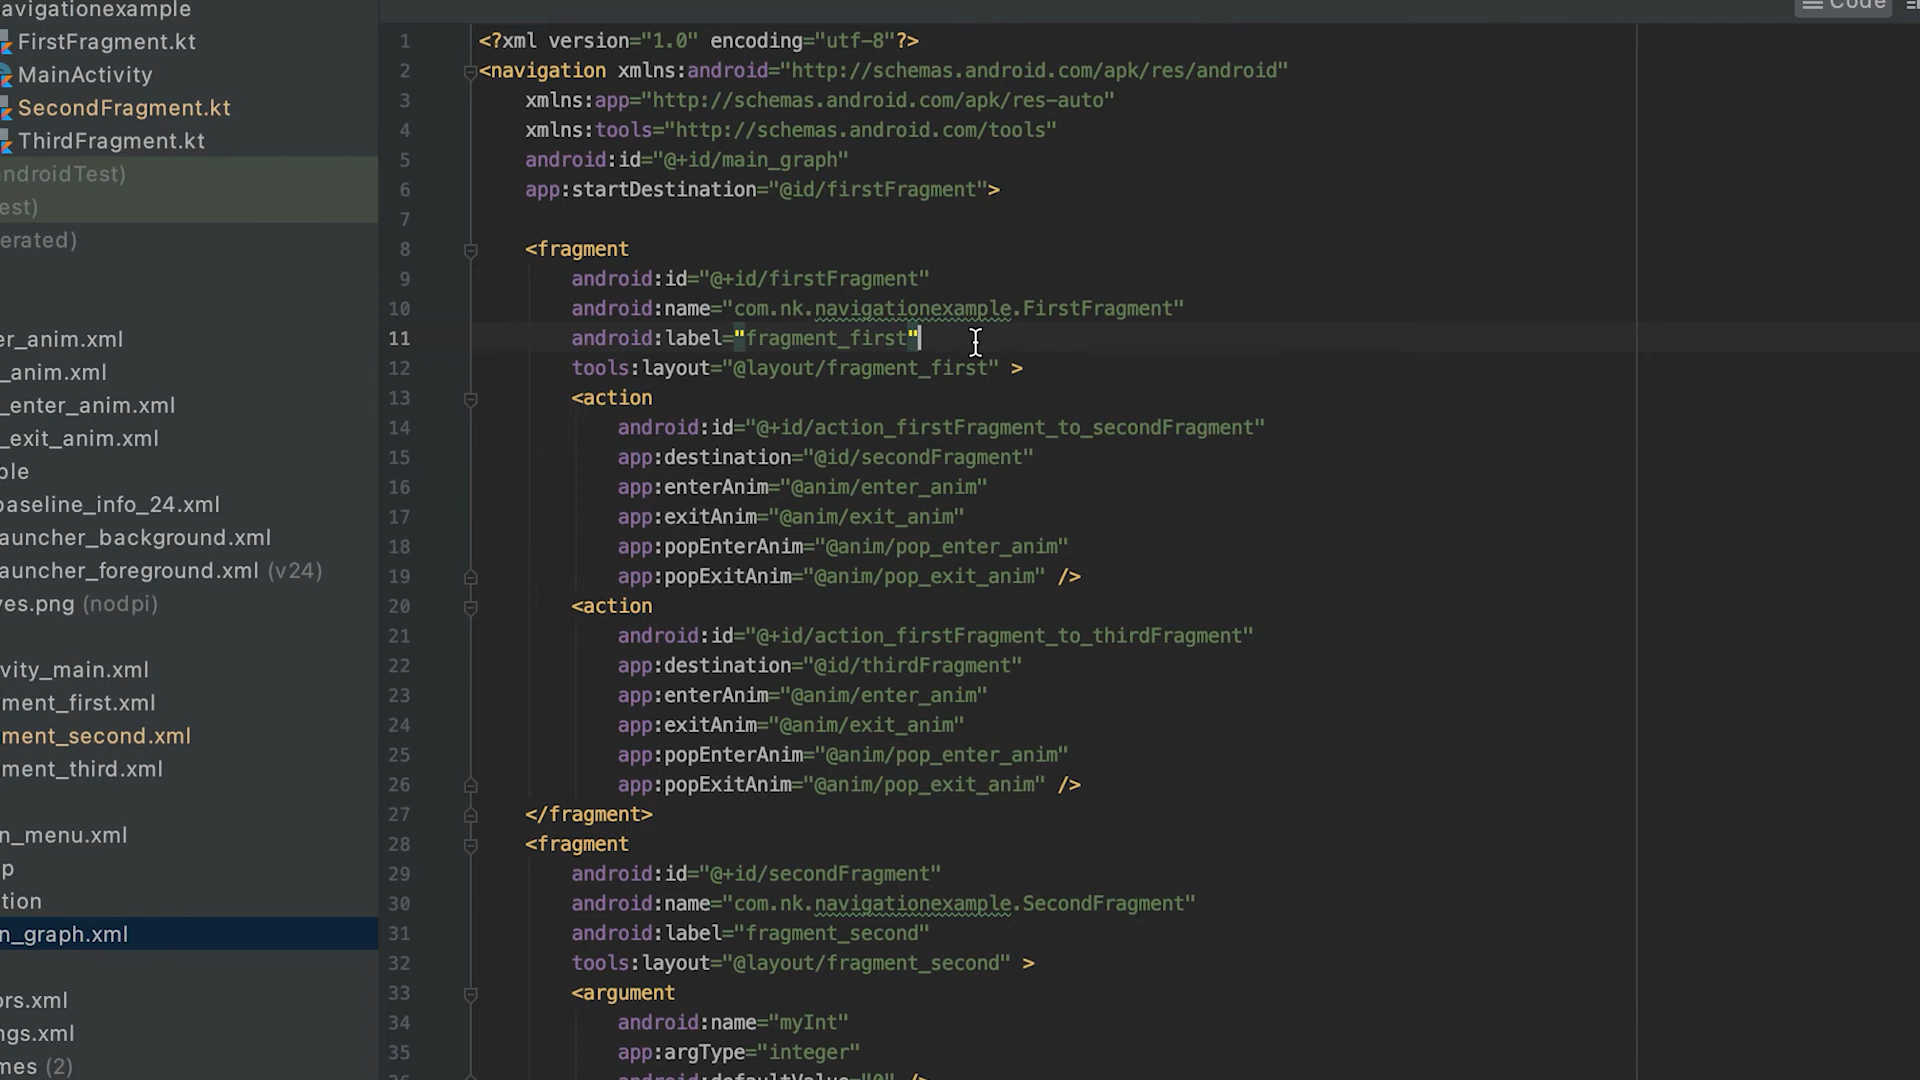 avigationexample
FirstFragment.kt
MainActivity
SecondFragment.kt
ThirdFragment.kt
ndroidTest)
est)
erated)
er_anim.xml
_anim.xml
_enter_anim.xml
_exit_anim.xml
ble
baseline_info_24.xml
auncher_background.xml
auncher_foreground.xml (v24)
ves.png (nodpi)
vity_main.xml
ment_first.xml
ment_second.xml
ment_third.xml
n_menu.xml
p
tion
n_graph.xml
ors.xml
ngs.xml
mes (2)
Code
1 <?xml version="1.0" encoding="utf-8"?>
2 <navigation xmlns:android="http://schemas.android.com/apk/res/android"
3 xmlns:app="http://schemas.android.com/apk/res-auto"
4 xmlns:tools="http://schemas.android.com/tools"
5 android:id="@+id/main_graph"
6 app:startDestination="@id/firstFragment">
7
8 <fragment
9 android:id="@+id/firstFragment"
10 android:name="com.nk.navigationexample.FirstFragment"
11 android:label="fragment_first"
12 tools:layout="@layout/fragment_first" >
13 <action
14 android:id="@+id/action_firstFragment_to_secondFragment"
15 app:destination="@id/secondFragment"
16 app:enterAnim="@anim/enter_anim"
17 app:exitAnim="@anim/exit_anim"
18 app:popEnterAnim="@anim/pop_enter_anim"
19 app:popExitAnim="@anim/pop_exit_anim" />
20 <action
21 android:id="@+id/action_firstFragment_to_thirdFragment"
22 app:destination="@id/thirdFragment"
23 app:enterAnim="@anim/enter_anim"
24 app:exitAnim="@anim/exit_anim"
25 app:popEnterAnim="@anim/pop_enter_anim"
26 app:popExitAnim="@anim/pop_exit_anim" />
27 </fragment>
28 <fragment
29 android:id="@+id/secondFragment"
30 android:name="com.nk.navigationexample.SecondFragment"
31 android:label="fragment_second"
32 tools:layout="@layout/fragment_second" >
33 <argument
34 android:name="myInt"
35 app:argType="integer"
android:defaultValue="0" />